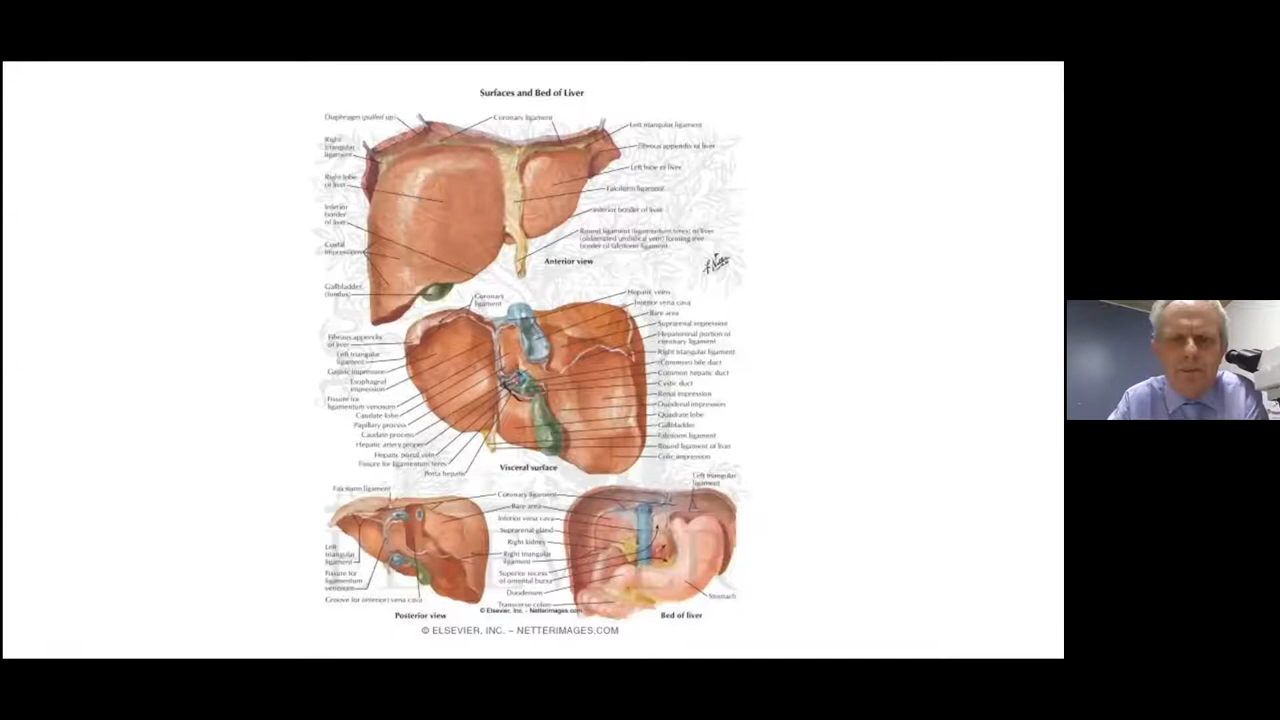 Surfaces and Bed of Liver
Diaphragm (pulled up)
Coronary ligament
Left triangular ligament
Right
triangular
ligament
Fibrous appendix of liver
Left lobe of liver
Right lobe
of liver
Falciform ligament
Inferior
border
of liver
Inferior border of liver
Costal
impressions
Round ligament (ligamentum teres) of liver
(obliterated umbilical vein) forming free
border of falciform ligament
Anterior view
Gallbladder
(fundus)
Coronary
ligament
Hepatic veins
Inferior vena cava
Bare area
Suprarenal impression
Hepatorenal portion of
coronary ligament
Right triangular ligament
(Common) bile duct
Common hepatic duct
Cystic duct
Renal impression
Duodenal impression
Quadrate lobe
Gallbladder
Falciform ligament
Round ligament of liver
Colic impression
Fibrous appendix
of liver
Left triangular
ligament
Gastric impression
Esophageal
impression
Fissure for
ligamentum venosum
Caudate lobe
Papillary process
Caudate process
Hepatic artery proper
Hepatic portal vein
Fissure for ligamentum teres
Porta hepatis
Visceral surface
Falciform ligament
Left
triangular
ligament
Fissure for
ligamentum
venosum
Groove for inferior vena cava
Posterior view
Coronary ligament
Bare area
Inferior vena cava
Suprarenal gland
Right kidney
Right triangular
ligament
Superior recess
of omental bursa
Duodenum
Transverse colon
Left triangular
ligament
Stomach
Bed of liver
© Elsevier, Inc. - Netterimages.com
© ELSEVIER, INC. – NETTERIMAGES.COM